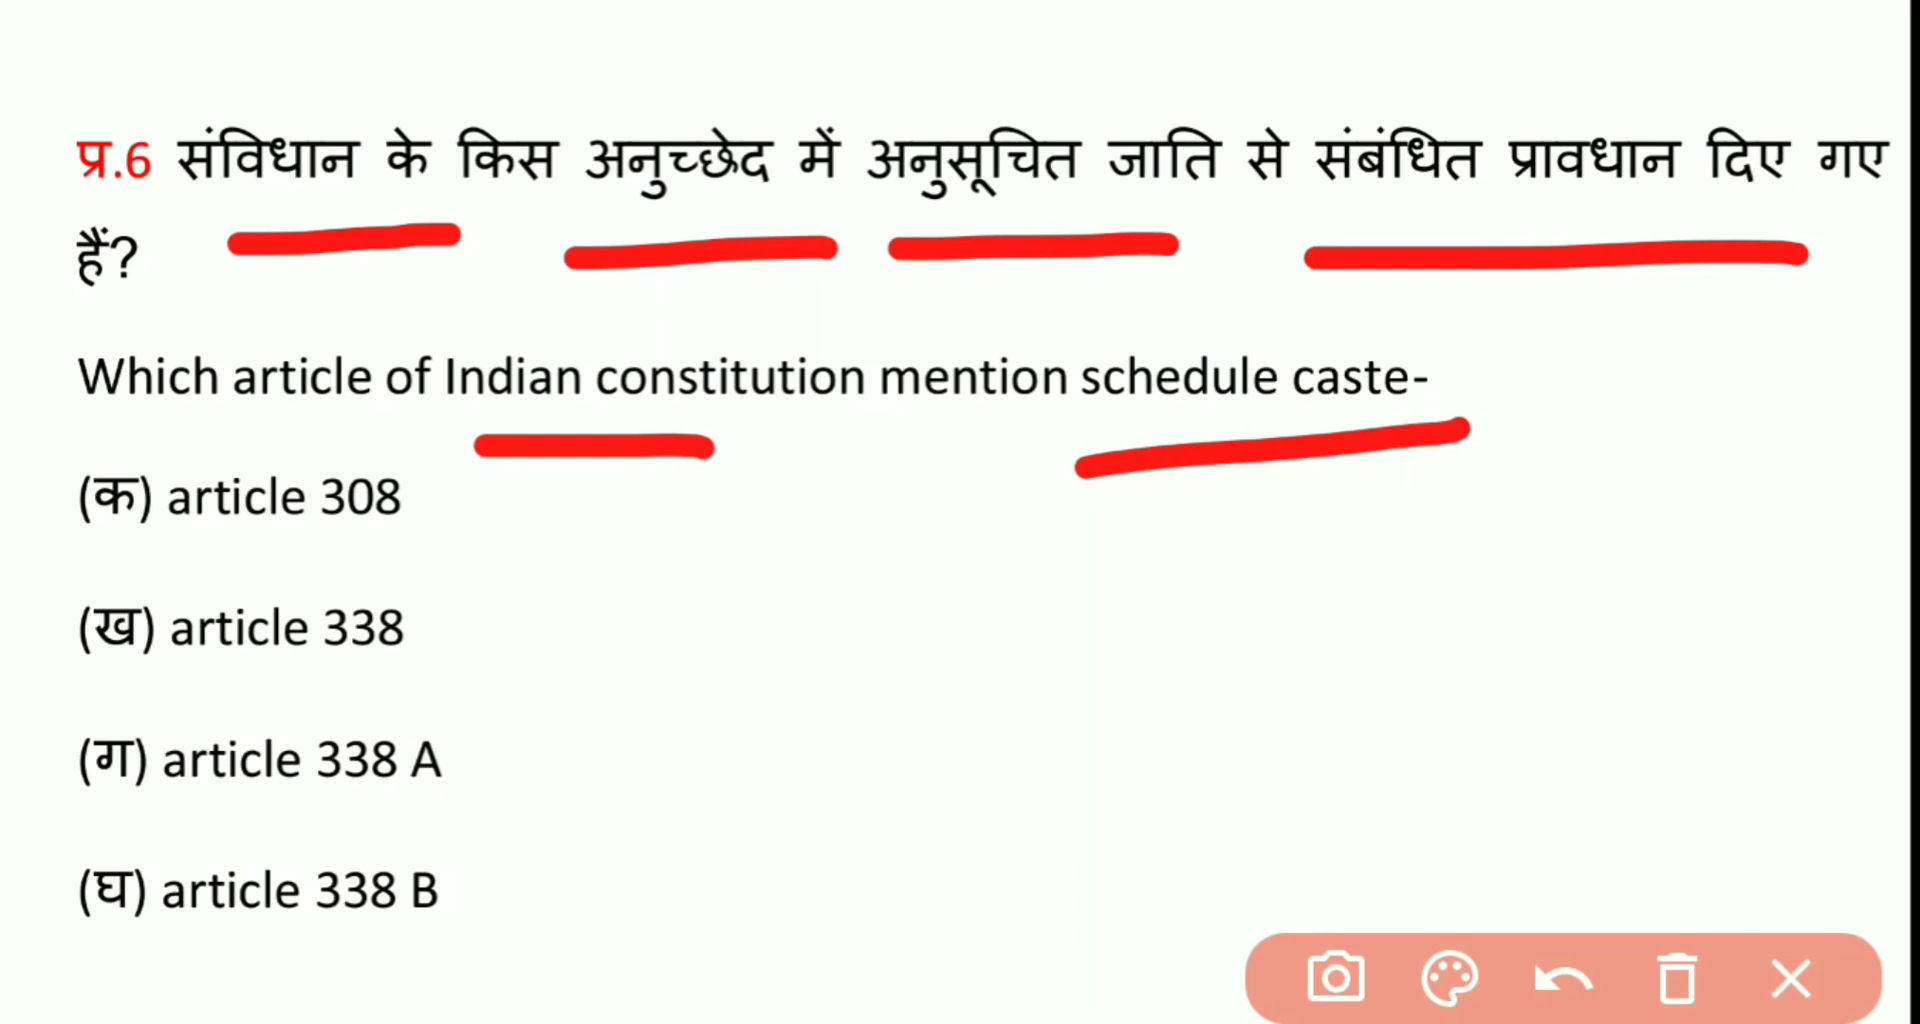 प्र.6 संविधान के किस अनुच्छेद में अनुसूचित जाति से संबंधित प्रावधान दिए गए
हैं?
Which article of Indian constitution mention schedule caste-
(क) article 308
(ख) article 338
(ग) article 338 A
(घ) article 338 B